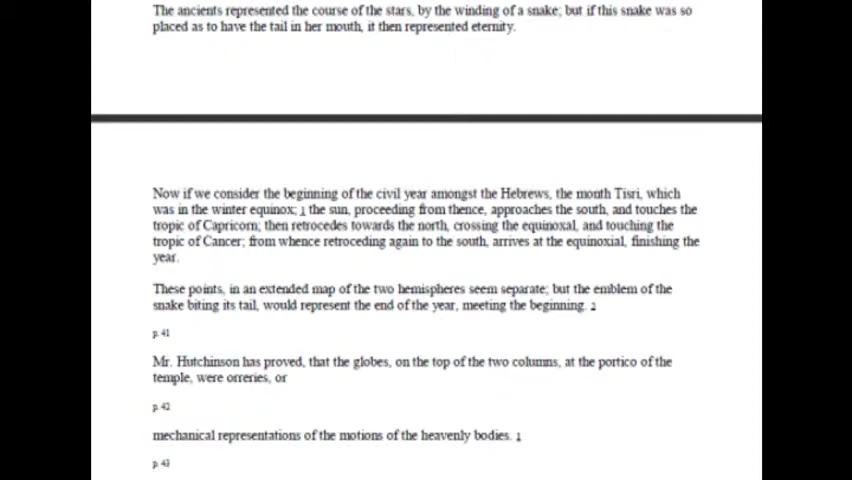 The ancients represented the course of the stars, by the winding of a snake; but if this snake was so
placed as to have the tail in her mouth, it then represented eternity.
Now if we consider the beginning of the civil year amongst the Hebrews, the month Tisri, which
was in the winter equinox; 1 the sun, proceeding from thence, approaches the south, and touches the
tropic of Capricorn; then retrocedes towards the north, crossing the equinoxal, and touching the
tropic of Cancer; from whence retroceding again to the south, arrives at the equinoxial, finishing the
year.
These points, in an extended map of the two hemispheres seem separate; but the emblem of the
snake biting its tail, would represent the end of the year, meeting the beginning. 2
p. 41
Mr. Hutchinson has proved, that the globes, on the top of the two columns, at the portico of the
temple, were orreries, or
p. 42
mechanical representations of the motions of the heavenly bodies. 1
p. 43